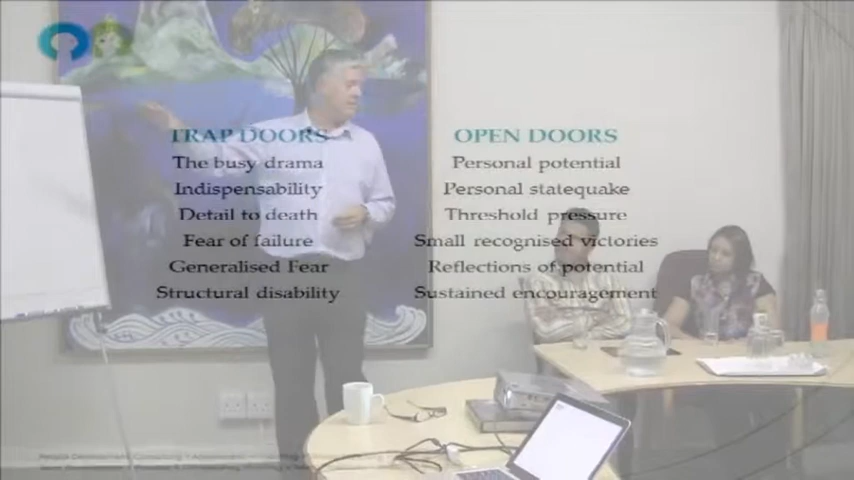 TRAP DOORS
The busy drama
Indispensability
Detail to death
Fear of failure
Generalised Fear
Structural disability
OPEN DOORS
Personal potential
Personal statequake
Threshold pressure
Small recognised victories
Reflections of potential
Sustained encouragement